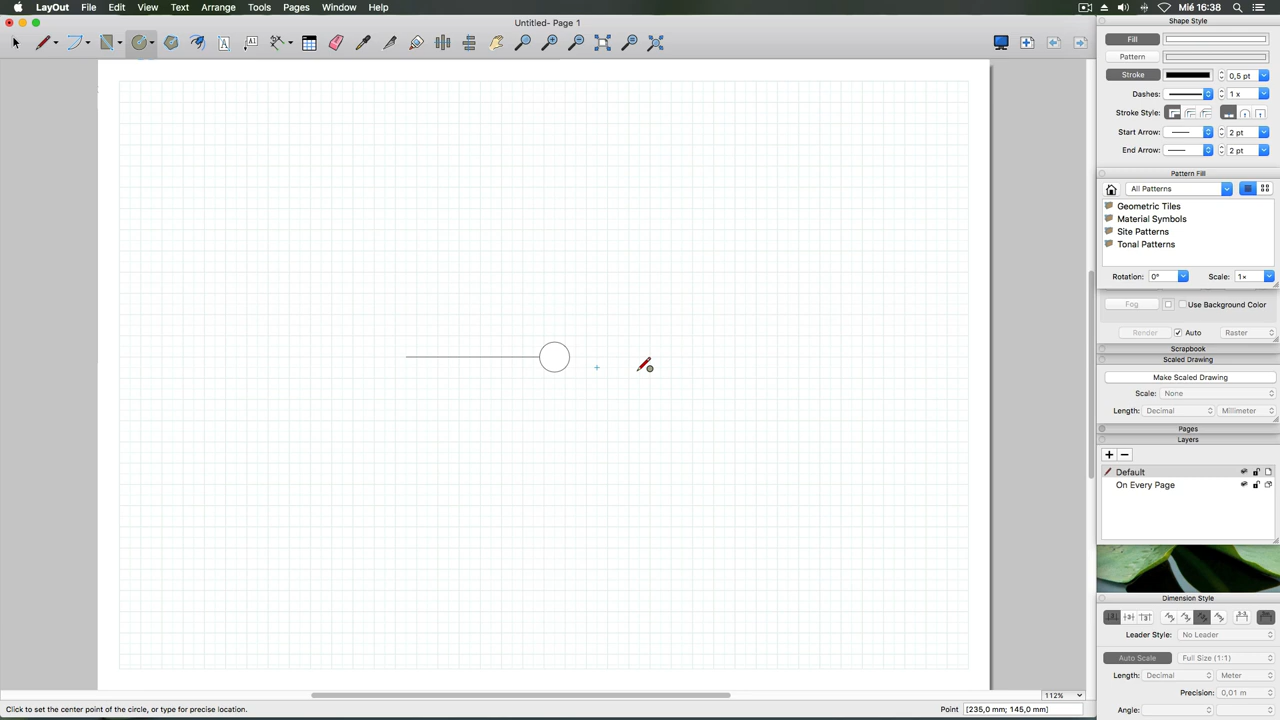 LayOut File Edit View Text Arrange Tools Pages Window Help
Mié 16:38
Untitled- Page 1
Shape Style
Fill
Pattern
Stroke 0,5 pt
Dashes: 1 x
Stroke Style:
Start Arrow: 2 pt
End Arrow: 2 pt
Pattern Fill
All Patterns
Geometric Tiles
Material Symbols
Site Patterns
Tonal Patterns
Rotation: 0° Scale: 1×
Fog Use Background Color
Render Auto Raster
Scrapbook
Scaled Drawing
Make Scaled Drawing
Scale: None
Length: Decimal Millimeter
Pages
Layers
Default
On Every Page
Dimension Style
Leader Style: No Leader
Auto Scale Full Size (1:1)
Length: Decimal Meter
Precision: 0,01 m
Angle:
112%
Click to set the center point of the circle, or type for precise location.
Point [235,0 mm; 145,0 mm]